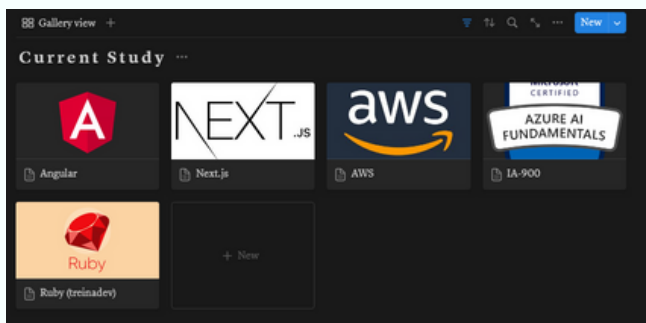 Gallery view
New
Current Study
NEXT.JS
aws
MICROSOFT
CERTIFIED
AZURE AI
FUNDAMENTALS
Angular
Next.js
AWS
IA-900
Ruby
+ New
Ruby (treinadev)